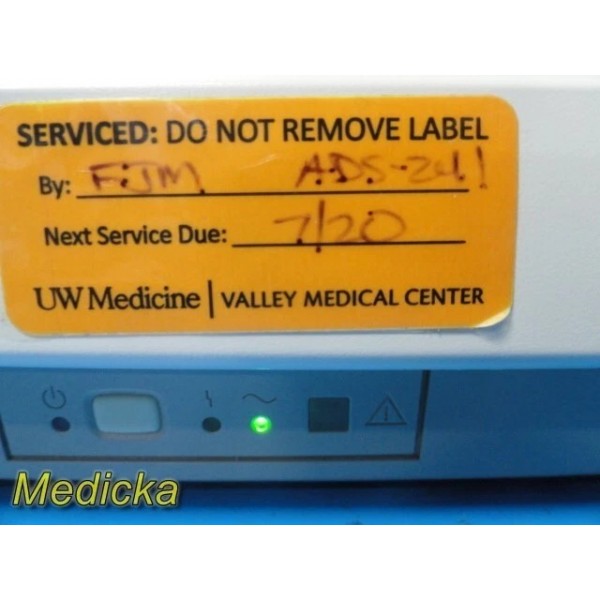 SERVICED: DO NOT REMOVE LABEL
By: FJM ADS-241
Next Service Due: 7/20
UW Medicine | VALLEY MEDICAL CENTER
Medicka